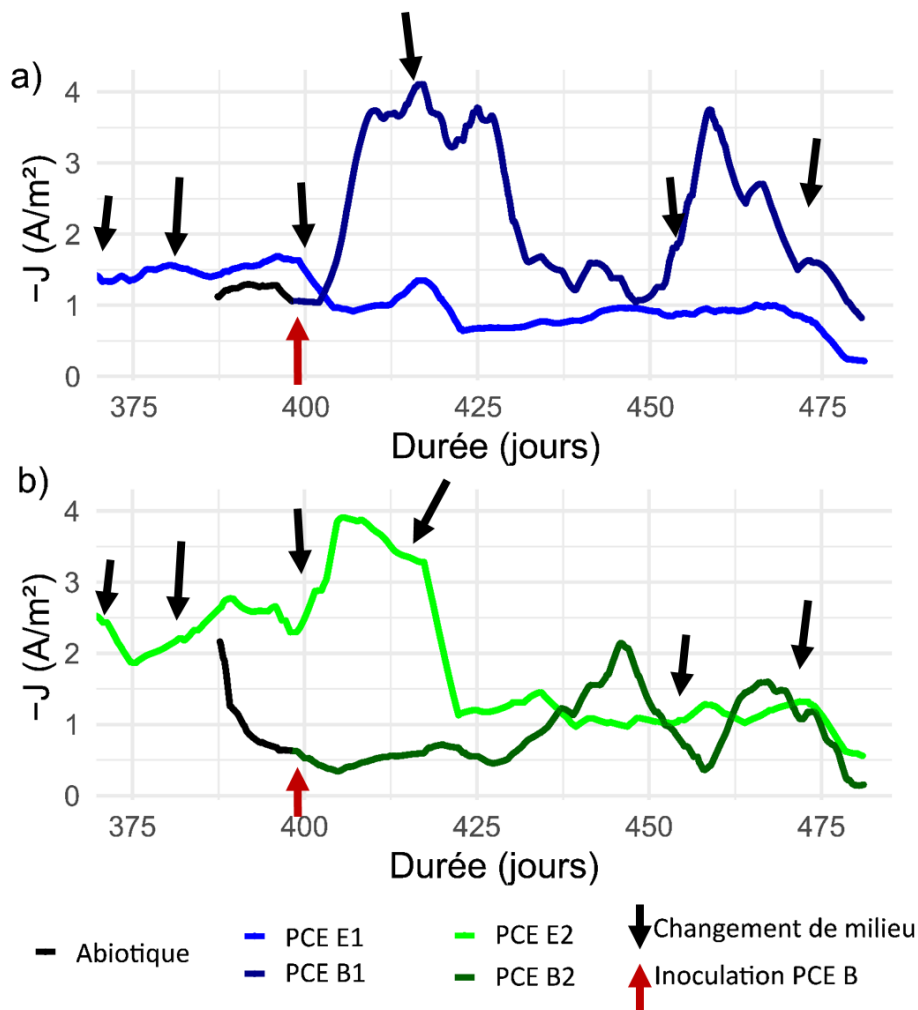 a)
4
3
2
1
0
−J (A/m²)
375 400 425 450 475
Durée (jours)
b)
4
3
2
1
0
−J (A/m²)
375 400 425 450 475
Durée (jours)
Abiotique
PCE E1
PCE B1
PCE E2
PCE B2
Changement de milieu
Inoculation PCE B